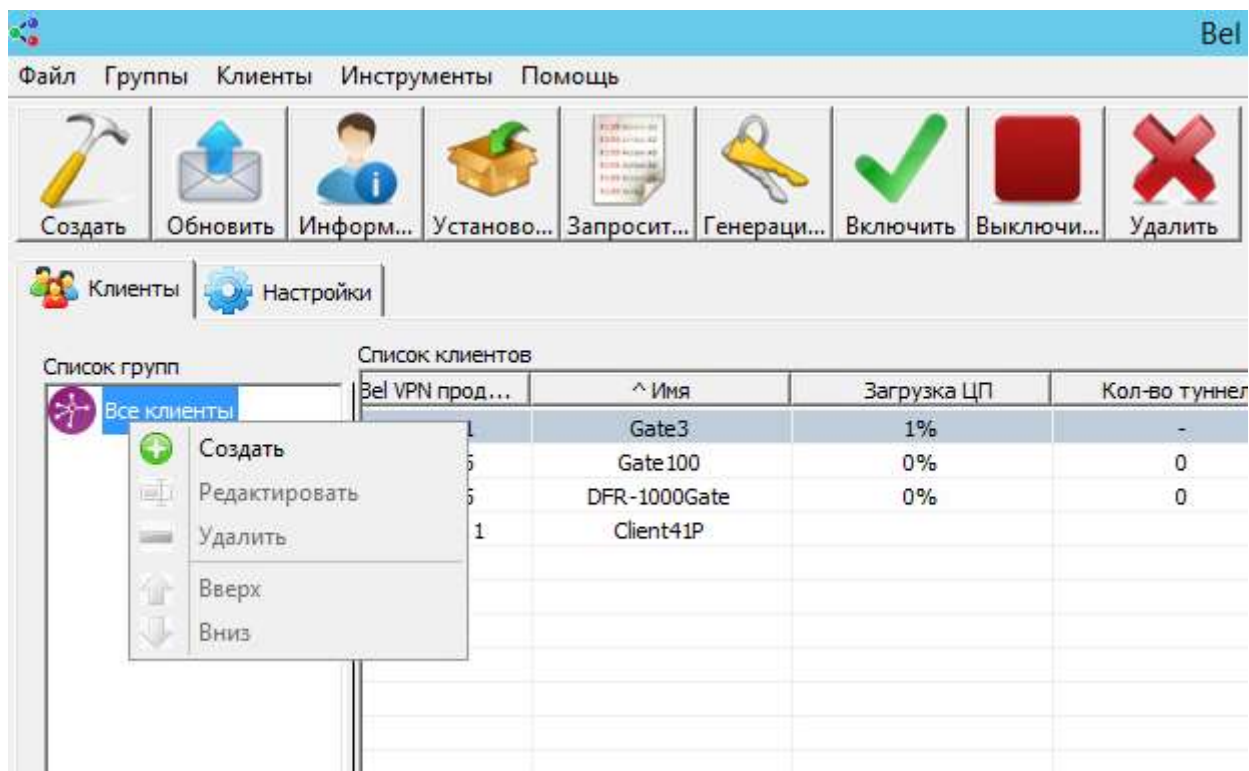 Bel
Файл Группы Клиенты Инструменты Помощь
Создать Обновить Информ... Установо... Запросит... Генераци... Включить Выключи... Удалить
Клиенты Настройки
Список групп Список клиентов
Bel VPN прод... ^ Имя Загрузка ЦП Кол-во туннел
Все клиенты
1 Gate3 1% -
Создать
Gate100 0% 0
Редактировать
DFR-1000Gate 0% 0
Удалить
1 Client41P
Вверх
Вниз